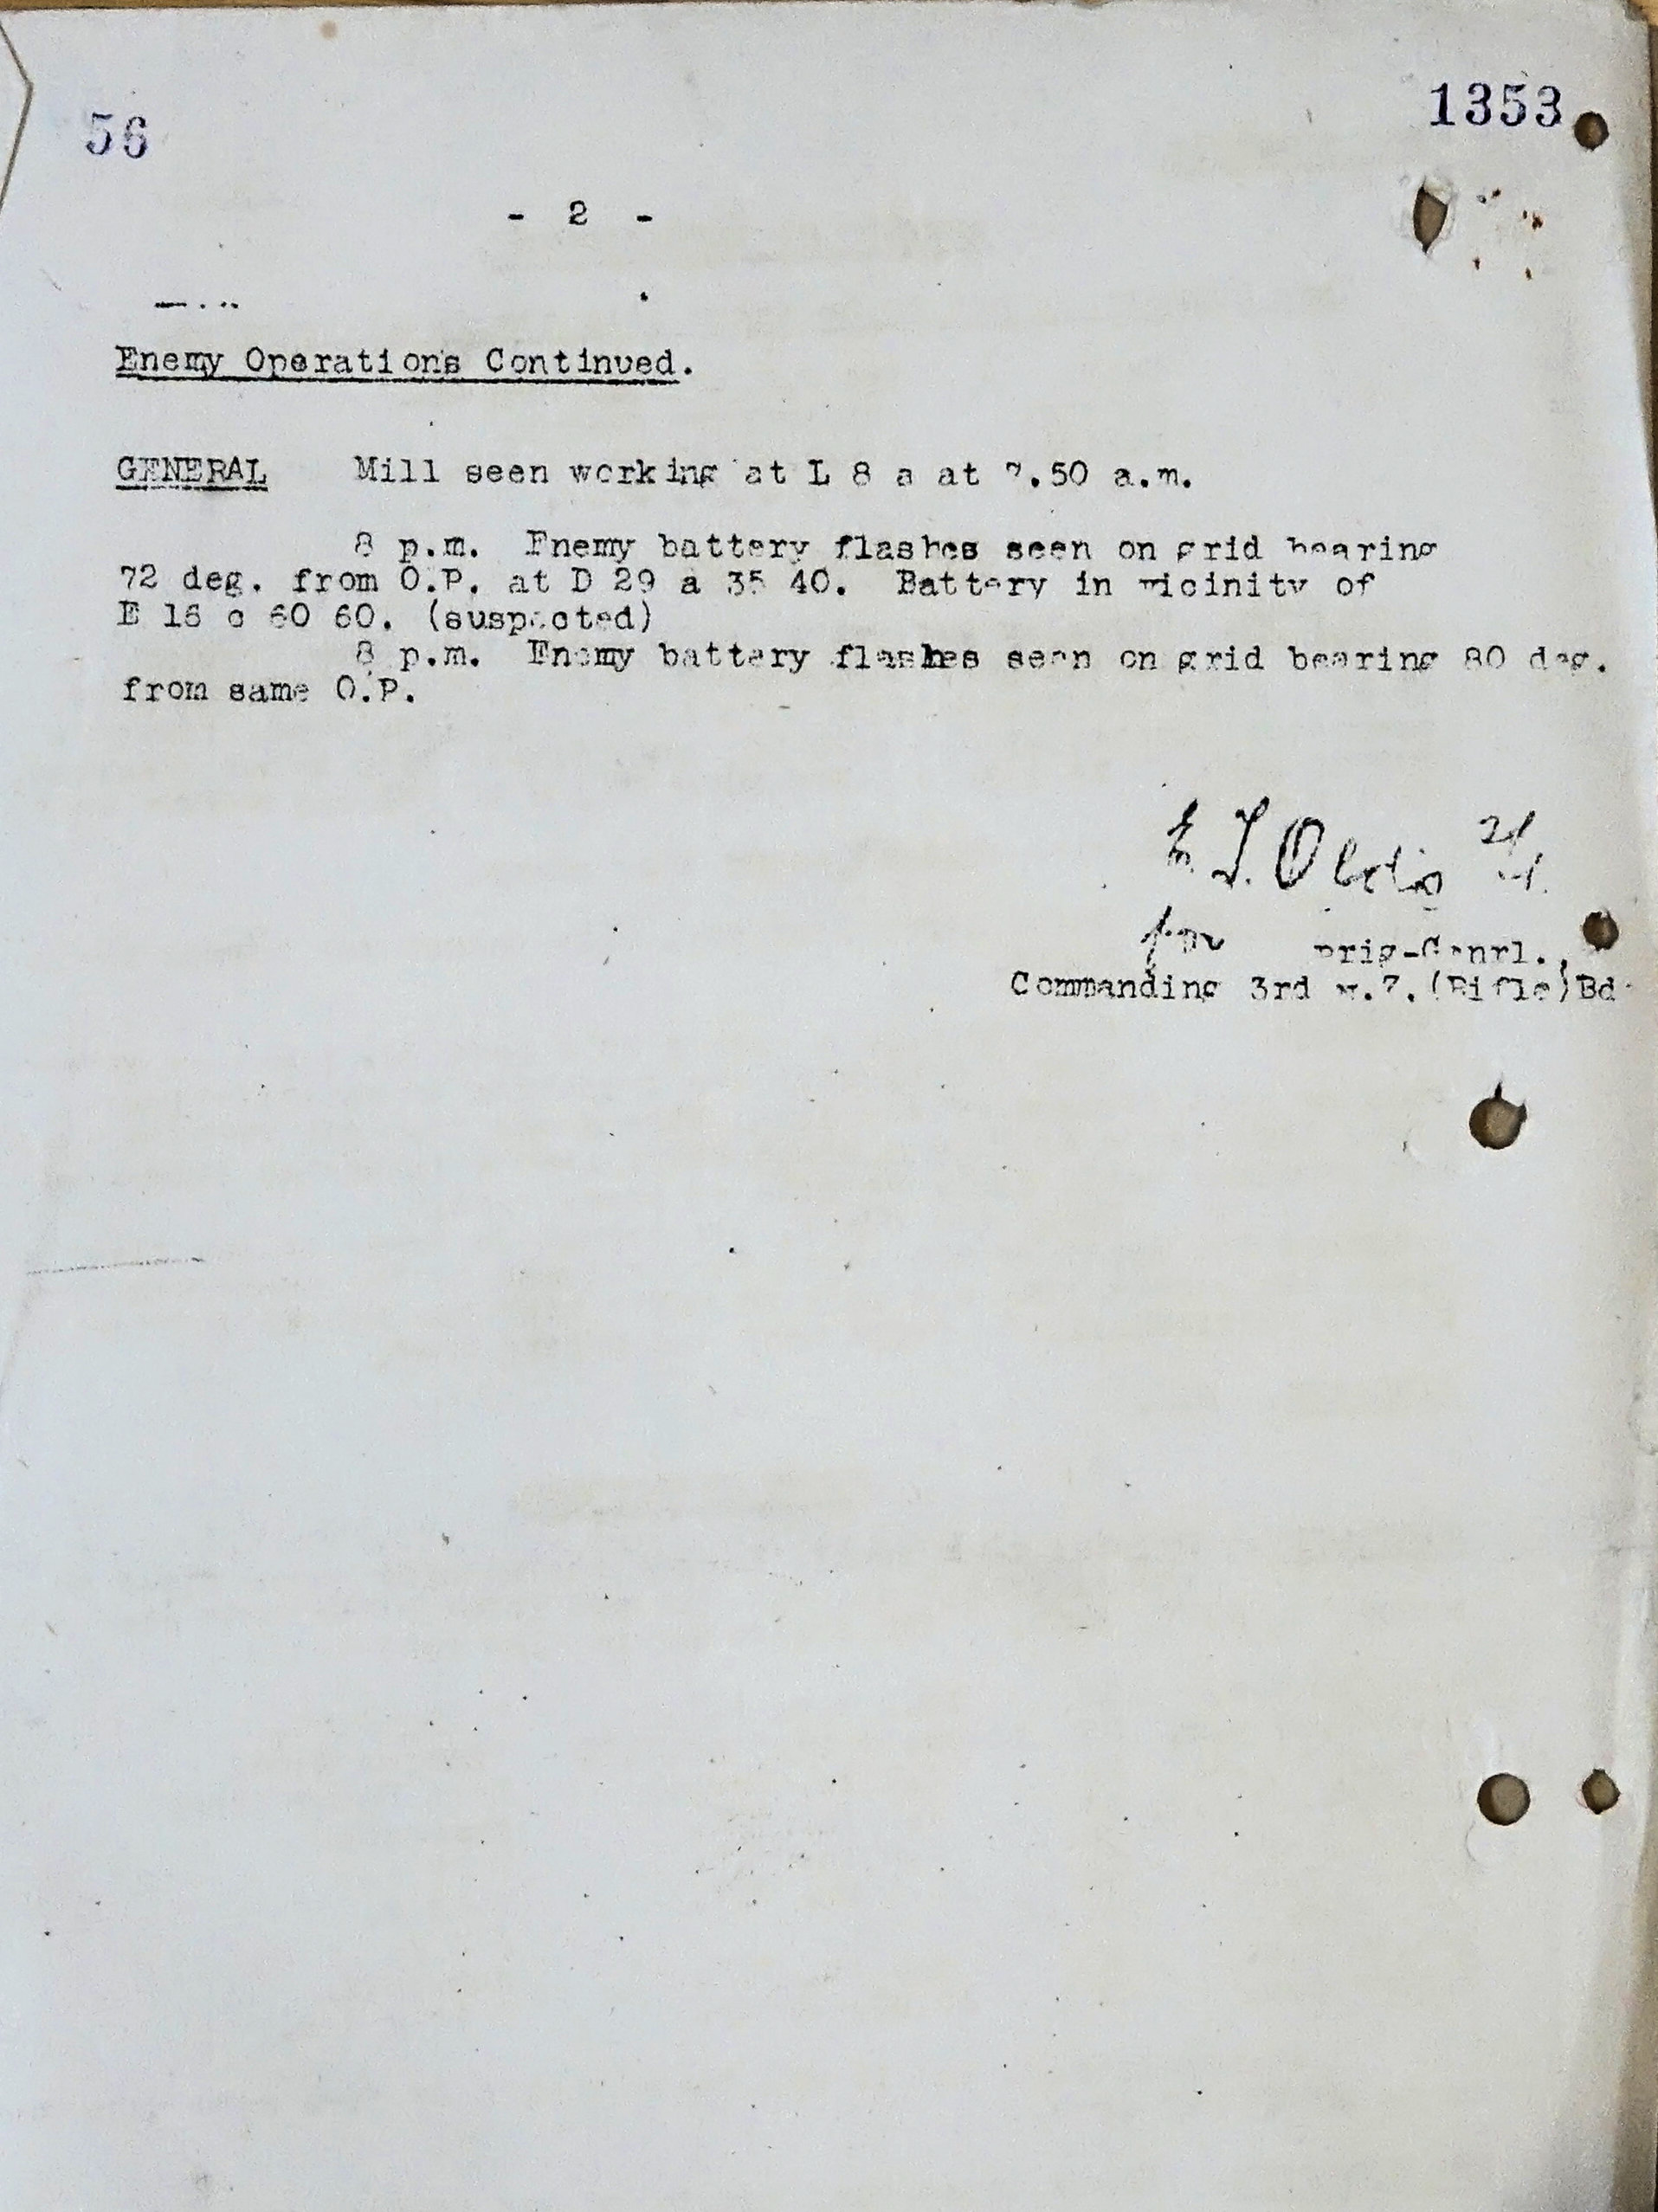 56
1353
- 2 -
Enemy Operations Continued.
GENERAL Mill seen working at L 8 a at 7.50 a.m.
8 p.m. Enemy battery flashes seen on grid bearing
72 deg. from O.P. at D 29 a 35 40. Battery in vicinity of
E 16 c 60 60. (suspected)
8 p.m. Enemy battery flashes seen on grid bearing 80 deg.
from same O.P.
for Brig-Genrl.,
Commanding 3rd N.Z.(Rifle)Bd